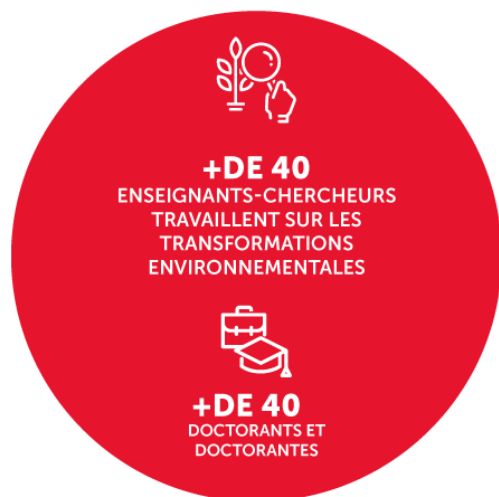 +DE 40
ENSEIGNANTS-CHERCHEURS
TRAVAILLENT SUR LES
TRANSFORMATIONS
ENVIRONNEMENTALES
+DE 40
DOCTORANTS ET
DOCTORANTES